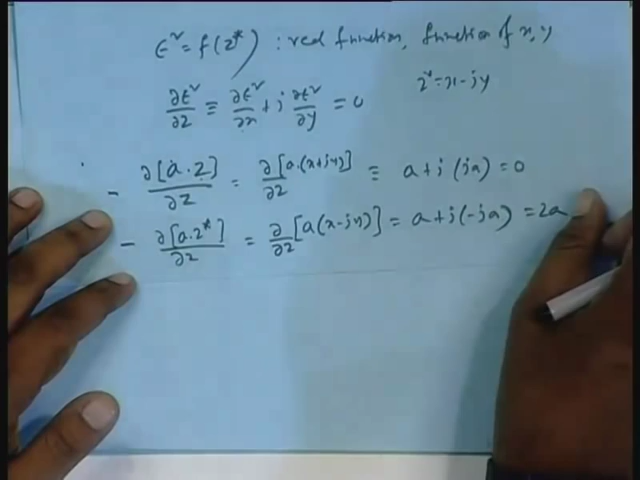 ϵ² = f(z*) : real function, function of x, y
z* = x - jy
∂ϵ²/∂z ≡ ∂ϵ²/∂x + j ∂ϵ²/∂y = 0
- ∂[a.z]/∂z = ∂[a.(x+jy)]/∂z ≡ a + j (ja) = 0
- ∂[a.z*]/∂z = ∂/∂z [a(x-jy)] = a + j(-ja) = 2a